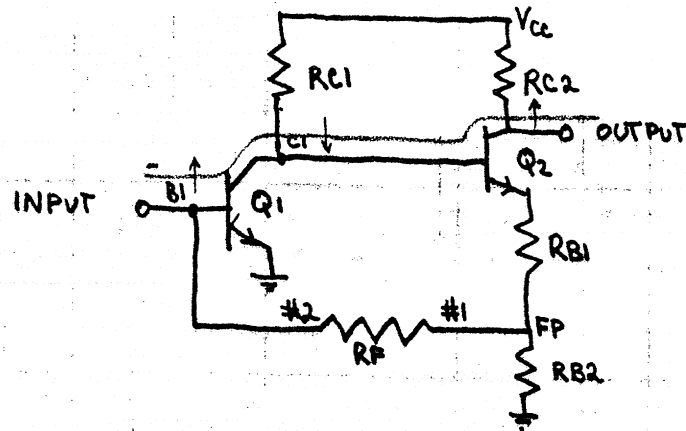 Vcc
RC1
RC2
C1
OUTPUT
B1
Q2
INPUT
Q1
RB1
#2
#1
FP
RF
RB2